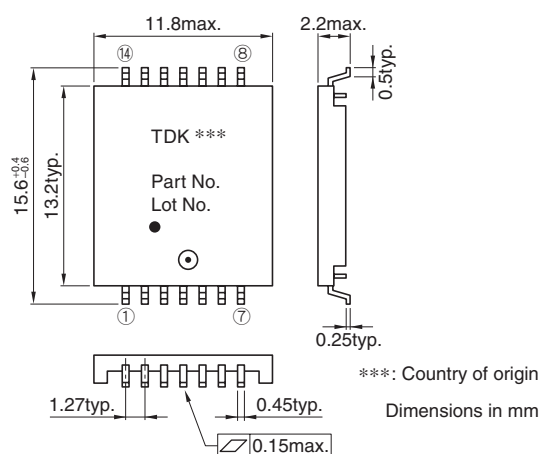 11.8max.
2.2max.
⑭
⑧
0.5typ.
15.6+0.4-0.6
13.2typ.
TDK ***
Part No.
Lot No.
①
⑦
0.25typ.
***: Country of origin
1.27typ.
0.45typ.
Dimensions in mm
0.15max.